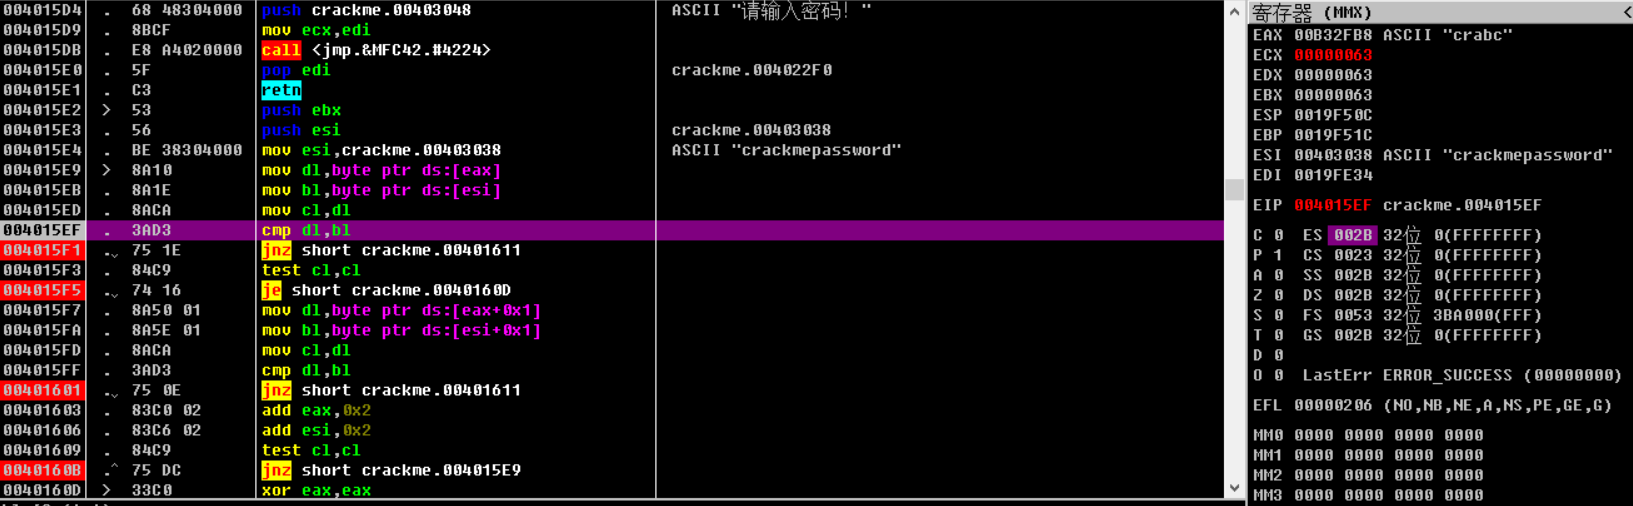 004015D4 . 68 48304000 push crackme.00403048 ASCII "请输入密码! "
004015D9 . 8BCF mov ecx,edi
004015DB . E8 A4020000 call <jmp.&MFC42.#4224>
004015E0 . 5F pop edi crackme.004022F0
004015E1 . C3 retn
004015E2 > 53 push ebx
004015E3 . 56 push esi crackme.00403038
004015E4 . BE 38304000 mov esi,crackme.00403038 ASCII "crackmepassword"
004015E9 > 8A10 mov dl,byte ptr ds:[eax]
004015EB . 8A1E mov bl,byte ptr ds:[esi]
004015ED . 8ACA mov cl,dl
004015EF . 3AD3 cmp dl,bl
004015F1 . 75 1E jnz short crackme.00401611
004015F3 . 84C9 test cl,cl
004015F5 . 74 16 je short crackme.0040160D
004015F7 . 8A50 01 mov dl,byte ptr ds:[eax+0x1]
004015FA . 8A5E 01 mov bl,byte ptr ds:[esi+0x1]
004015FD . 8ACA mov cl,dl
004015FF . 3AD3 cmp dl,bl
00401601 . 75 0E jnz short crackme.00401611
00401603 . 83C0 02 add eax,0x2
00401606 . 83C6 02 add esi,0x2
00401609 . 84C9 test cl,cl
0040160B .^ 75 DC jnz short crackme.004015E9
0040160D > 33C0 xor eax,eax
寄存器 (MMX) <
EAX 00B32FB8 ASCII "crabc"
ECX 00000063
EDX 00000063
EBX 00000063
ESP 0019F50C
EBP 0019F51C
ESI 00403038 ASCII "crackmepassword"
EDI 0019FE34
EIP 004015EF crackme.004015EF
C 0 ES 002B 32位 0(FFFFFFFF)
P 1 CS 0023 32位 0(FFFFFFFF)
A 0 SS 002B 32位 0(FFFFFFFF)
Z 0 DS 002B 32位 0(FFFFFFFF)
S 0 FS 0053 32位 3BA000(FFF)
T 0 GS 002B 32位 0(FFFFFFFF)
D 0
O 0 LastErr ERROR_SUCCESS (00000000)
EFL 00000206 (NO,NB,NE,A,NS,PE,GE,G)
MM0 0000 0000 0000 0000
MM1 0000 0000 0000 0000
MM2 0000 0000 0000 0000
MM3 0000 0000 0000 0000